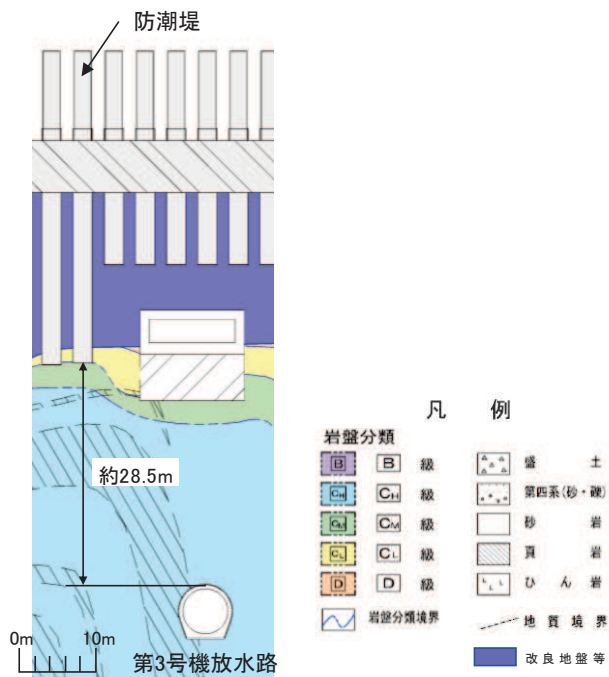 防潮堤
約28.5m
0m 10m
第3号機放水路
凡 例
岩盤分類
B B 級
CH CH 級
CM CM 級
CL CL 級
D D 級
岩盤分類境界
盛 土
第四系(砂・礫)
砂 岩
頁 岩
ひ ん 岩
地 質 境 界
改 良 地 盤 等